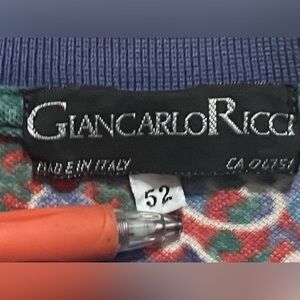 GIANCARLO RICCI
MADE IN ITALY CA 06751
52